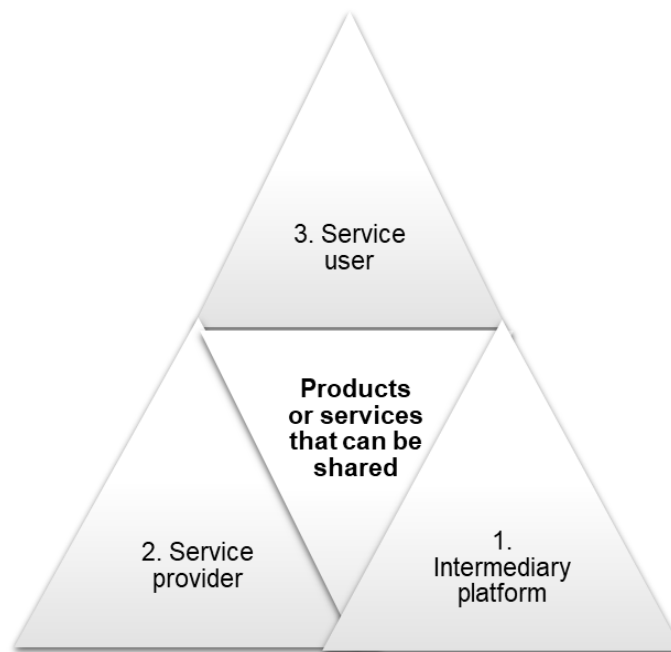 3. Service
user
Products
or services
that can be
shared
2. Service
provider
1.
Intermediary
platform